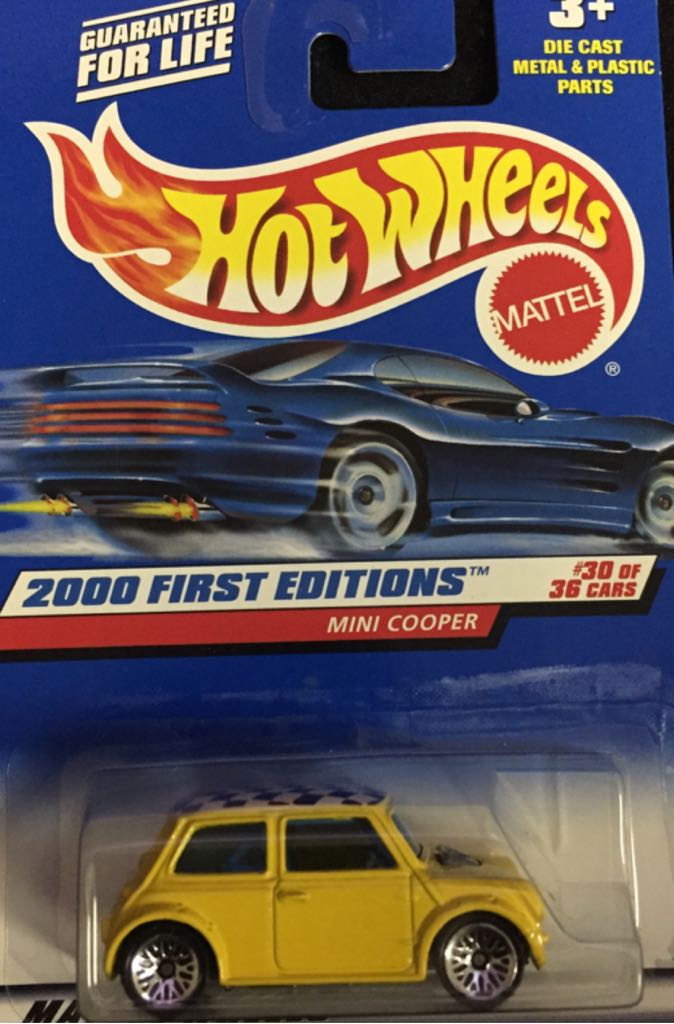 GUARANTEED
FOR LIFE
3+
DIE CAST
METAL & PLASTIC
PARTS
HOT WHEELS
MATTEL
®
2000 FIRST EDITIONS™
#30 OF
36 CARS
MINI COOPER